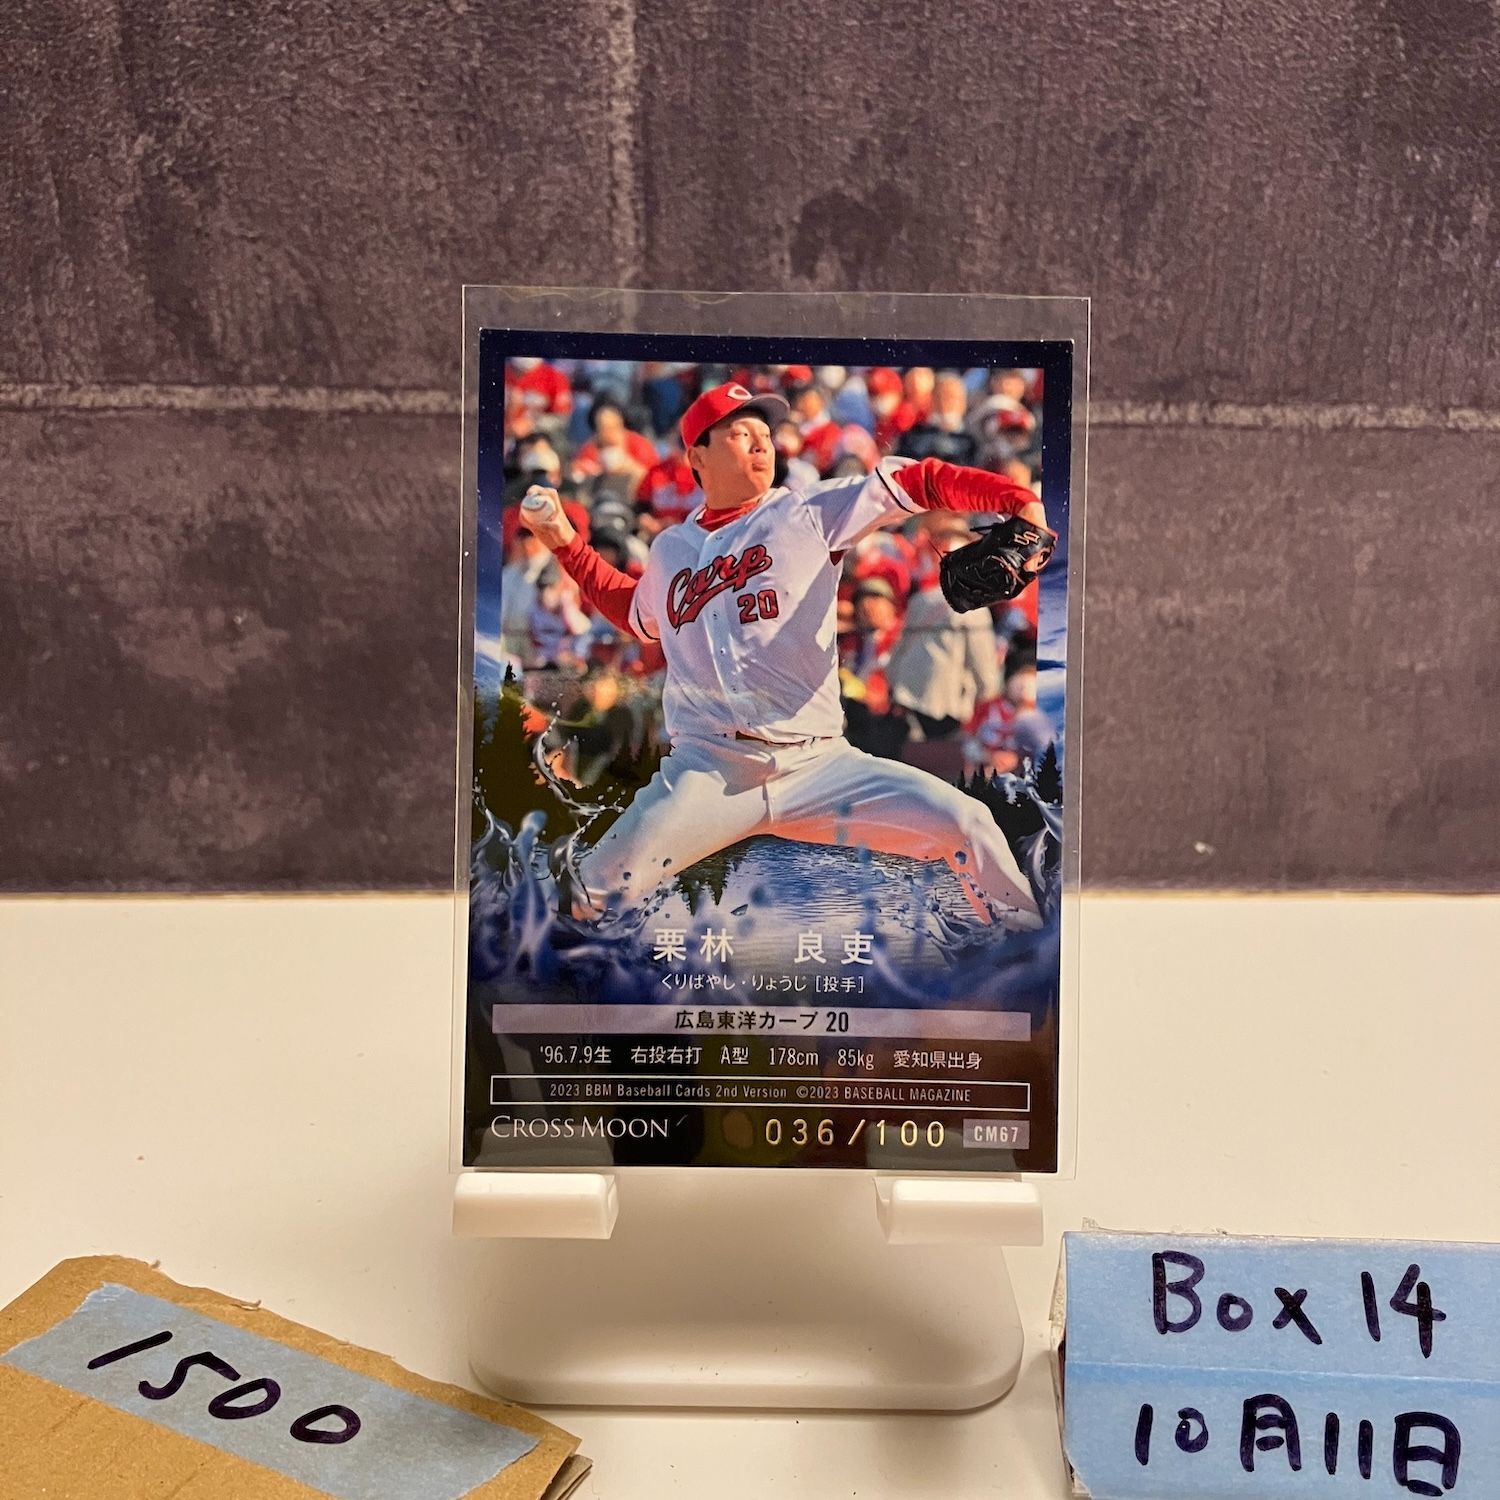 C
Carp
20
栗林 良吏
くりばやし・りょうじ [投手]
広島東洋カープ 20
'96.7.9生 右投右打 A型 178cm 85kg 愛知県出身
2023 BBM Baseball Cards 2nd Version ©2023 BASEBALL MAGAZINE
CROSS MOON 036/100 CM67
1500
Box 14
10月11日